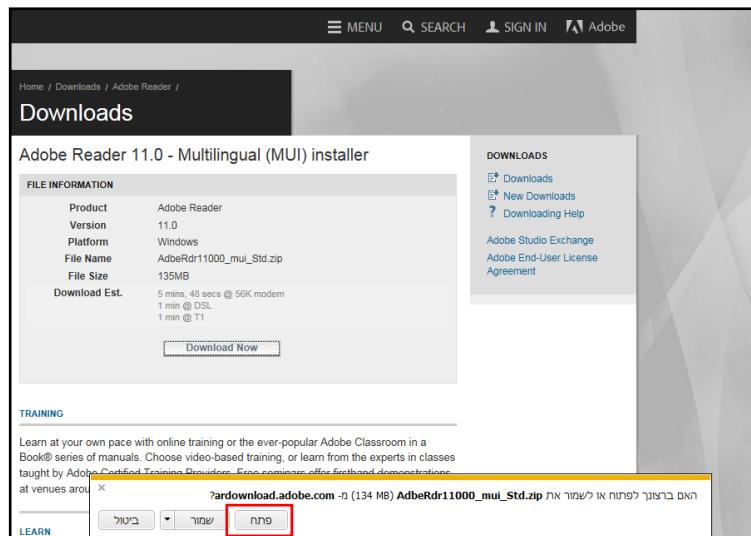 MENU SEARCH SIGN IN Adobe
Home / Downloads / Adobe Reader /
Downloads
Adobe Reader 11.0 - Multilingual (MUI) installer
FILE INFORMATION
Product Adobe Reader
Version 11.0
Platform Windows
File Name AdbeRdr11000_mui_Std.zip
File Size 135MB
Download Est. 5 mins, 48 secs @ 56K modem
1 min @ DSL
1 min @ T1
Download Now
DOWNLOADS
Downloads
New Downloads
? Downloading Help
Adobe Studio Exchange
Adobe End-User License
Agreement
TRAINING
Learn at your own pace with online training or the ever-popular Adobe Classroom in a
Book® series of manuals. Choose video-based training, or learn from the experts in classes
taught by Adobe Certified Training Providers. Free seminars offer firsthand demonstrations
at venues arou
LEARN
האם ברצונך לפתוח או לשמור את AdbeRdr11000_mui_Std.zip (134 MB) מ- ardownload.adobe.com?
פתח שמור ביטול